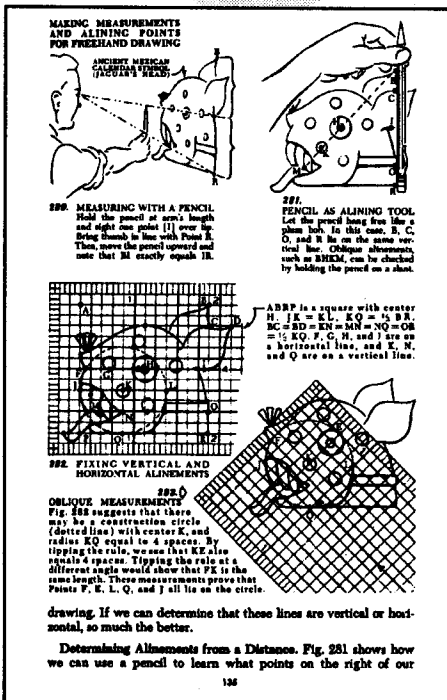 MAKING MEASUREMENTS
AND ALINING POINTS
FOR FREEHAND DRAWING
ANCIENT MEXICAN
CALENDAR SYMBOL
(JAGUAR'S HEAD)
280. MEASURING WITH A PENCIL
Hold the pencil at arm's length
and sight one point [I] over tip.
Bring thumb in line with Point R.
Then, move the pencil upward and
note that BI exactly equals IR.
281.
PENCIL AS ALINING TOOL
Let the pencil hang free like a
plum bob. In this case, B, C,
O, and R lie on the same ver-
tical line. Oblique alinements,
such as BHKM, can be checked
by holding the pencil on a slant.
ABRP is a square with center
H. JK = KL, KQ = ½ BR,
BC = BD = KN = MN = NQ = OR
= ½ KQ. F, G, H, and J are on
a horizontal line, and K, N,
and Q are on a vertical line.
282. FIXING VERTICAL AND
HORIZONTAL ALINEMENTS
283.
OBLIQUE MEASUREMENTS
Fig. 282 suggests that there
may be a construction circle
(dotted line) with center K, and
radius KQ equal to 4 spaces. By
tipping the rule, we see that KE also
equals 4 spaces. Tipping the rule at a
different angle would show that FK is the
same length. These measurements prove that
Points F, E, L, Q, and J all lie on the circle.
drawing. If we can determine that these lines are vertical or hori-
zontal, so much the better.
Determining Alinements from a Distance. Fig. 281 shows how
we can use a pencil to learn what points on the right of our
135